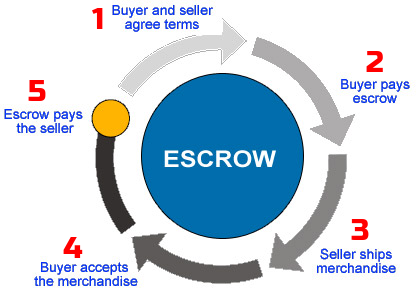 1
Buyer and seller
agree terms
2
Buyer pays
escrow
3
Seller ships
merchandise
4
Buyer accepts
the merchandise
5
Escrow pays
the seller
ESCROW